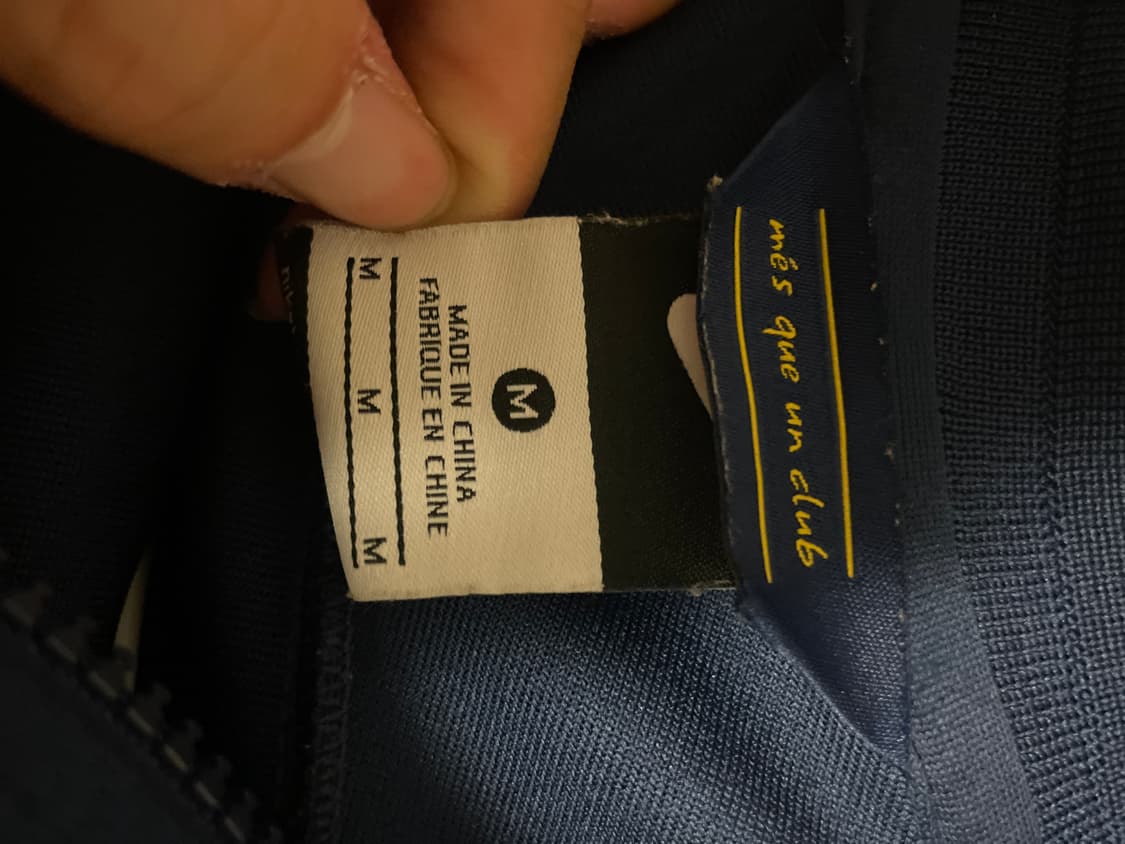 més que un club
M
MADE IN CHINA
FABRIQUE EN CHINE
M M M